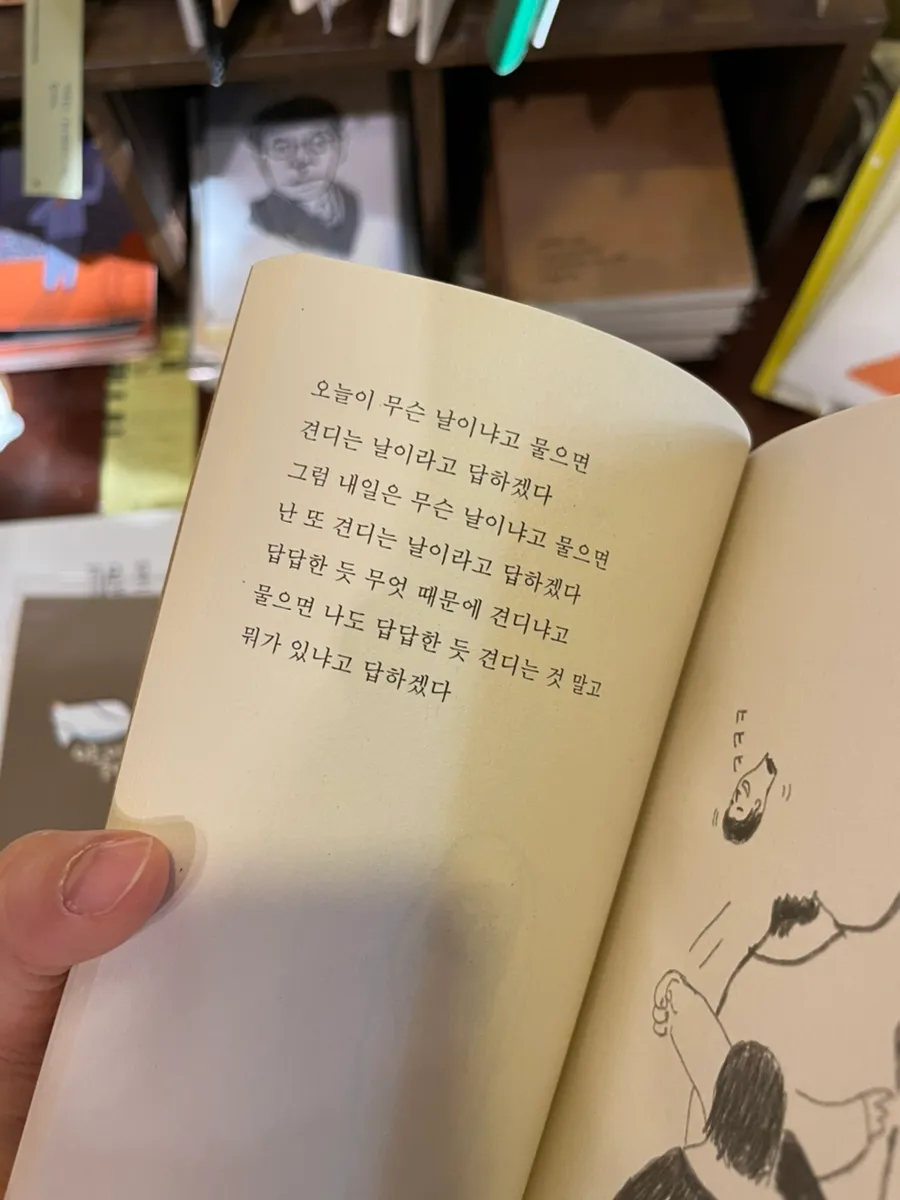 오늘이 무슨 날이냐고 물으면
견디는 날이라고 답하겠다
그럼 내일은 무슨 날이냐고 물으면
난 또 견디는 날이라고 답하겠다
답답한 듯 무엇 때문에 견디냐고
물으면 나도 답답한 듯 견디는 것 말고
뭐가 있냐고 답하겠다